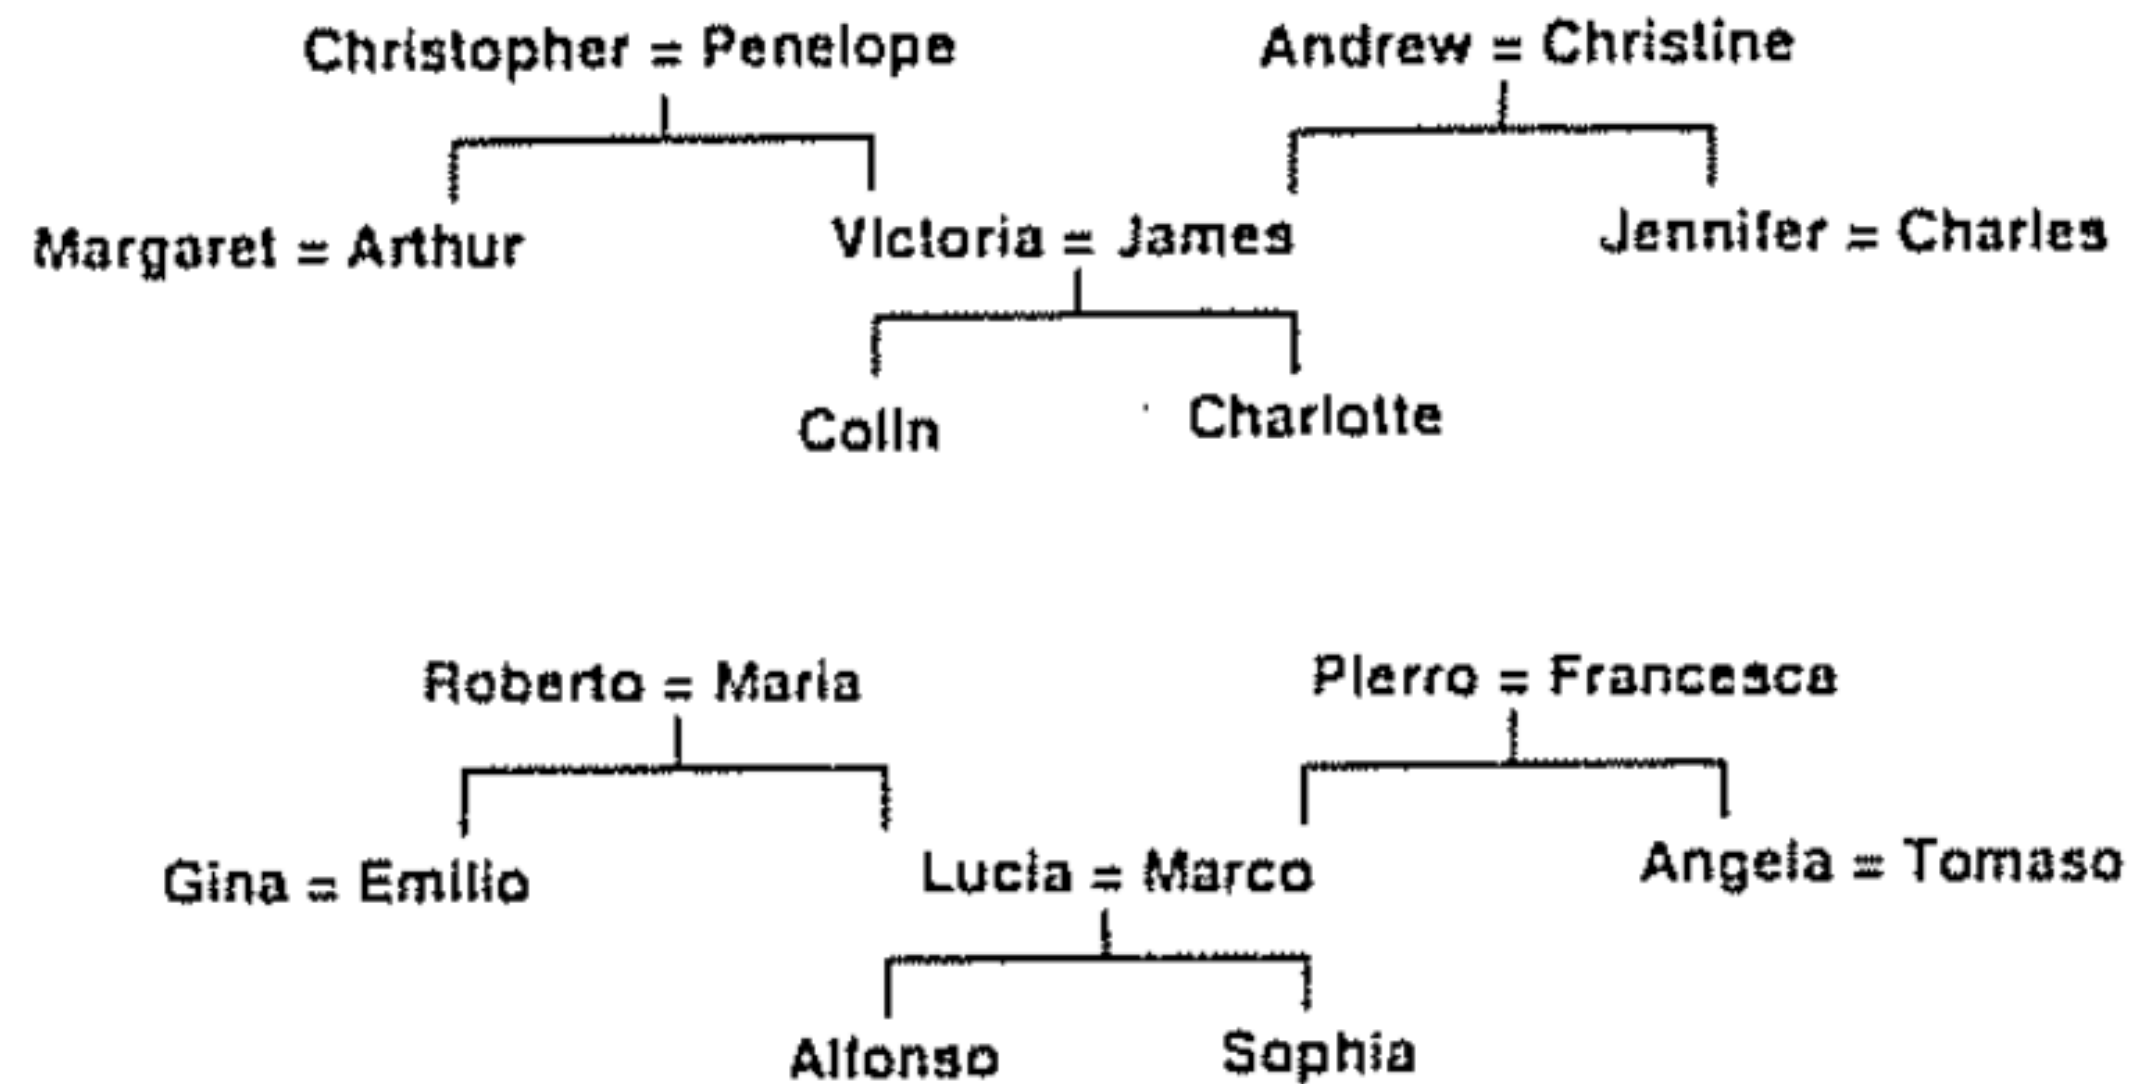 Christopher = Penelope Andrew = Christine
Margaret = Arthur Victoria = James Jennifer = Charles
Colin Charlotte
Roberto = Maria Pierro = Francesca
Gina = Emilio Lucia = Marco Angela = Tomaso
Alfonso Sophia